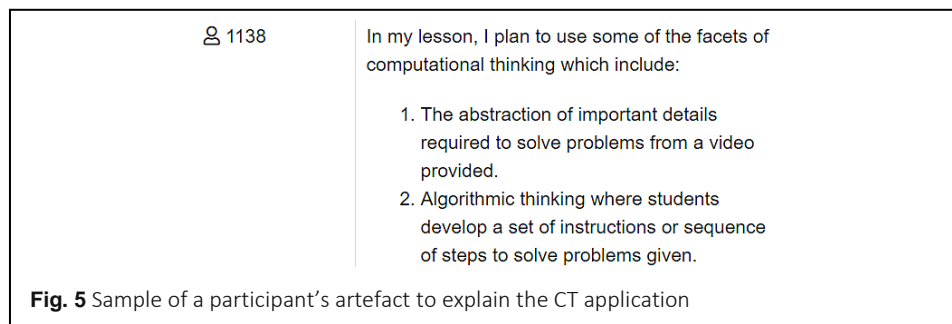 1138
In my lesson, I plan to use some of the facets of
computational thinking which include:
1. The abstraction of important details
required to solve problems from a video
provided.
2. Algorithmic thinking where students
develop a set of instructions or sequence
of steps to solve problems given.
Fig. 5 Sample of a participant’s artefact to explain the CT application